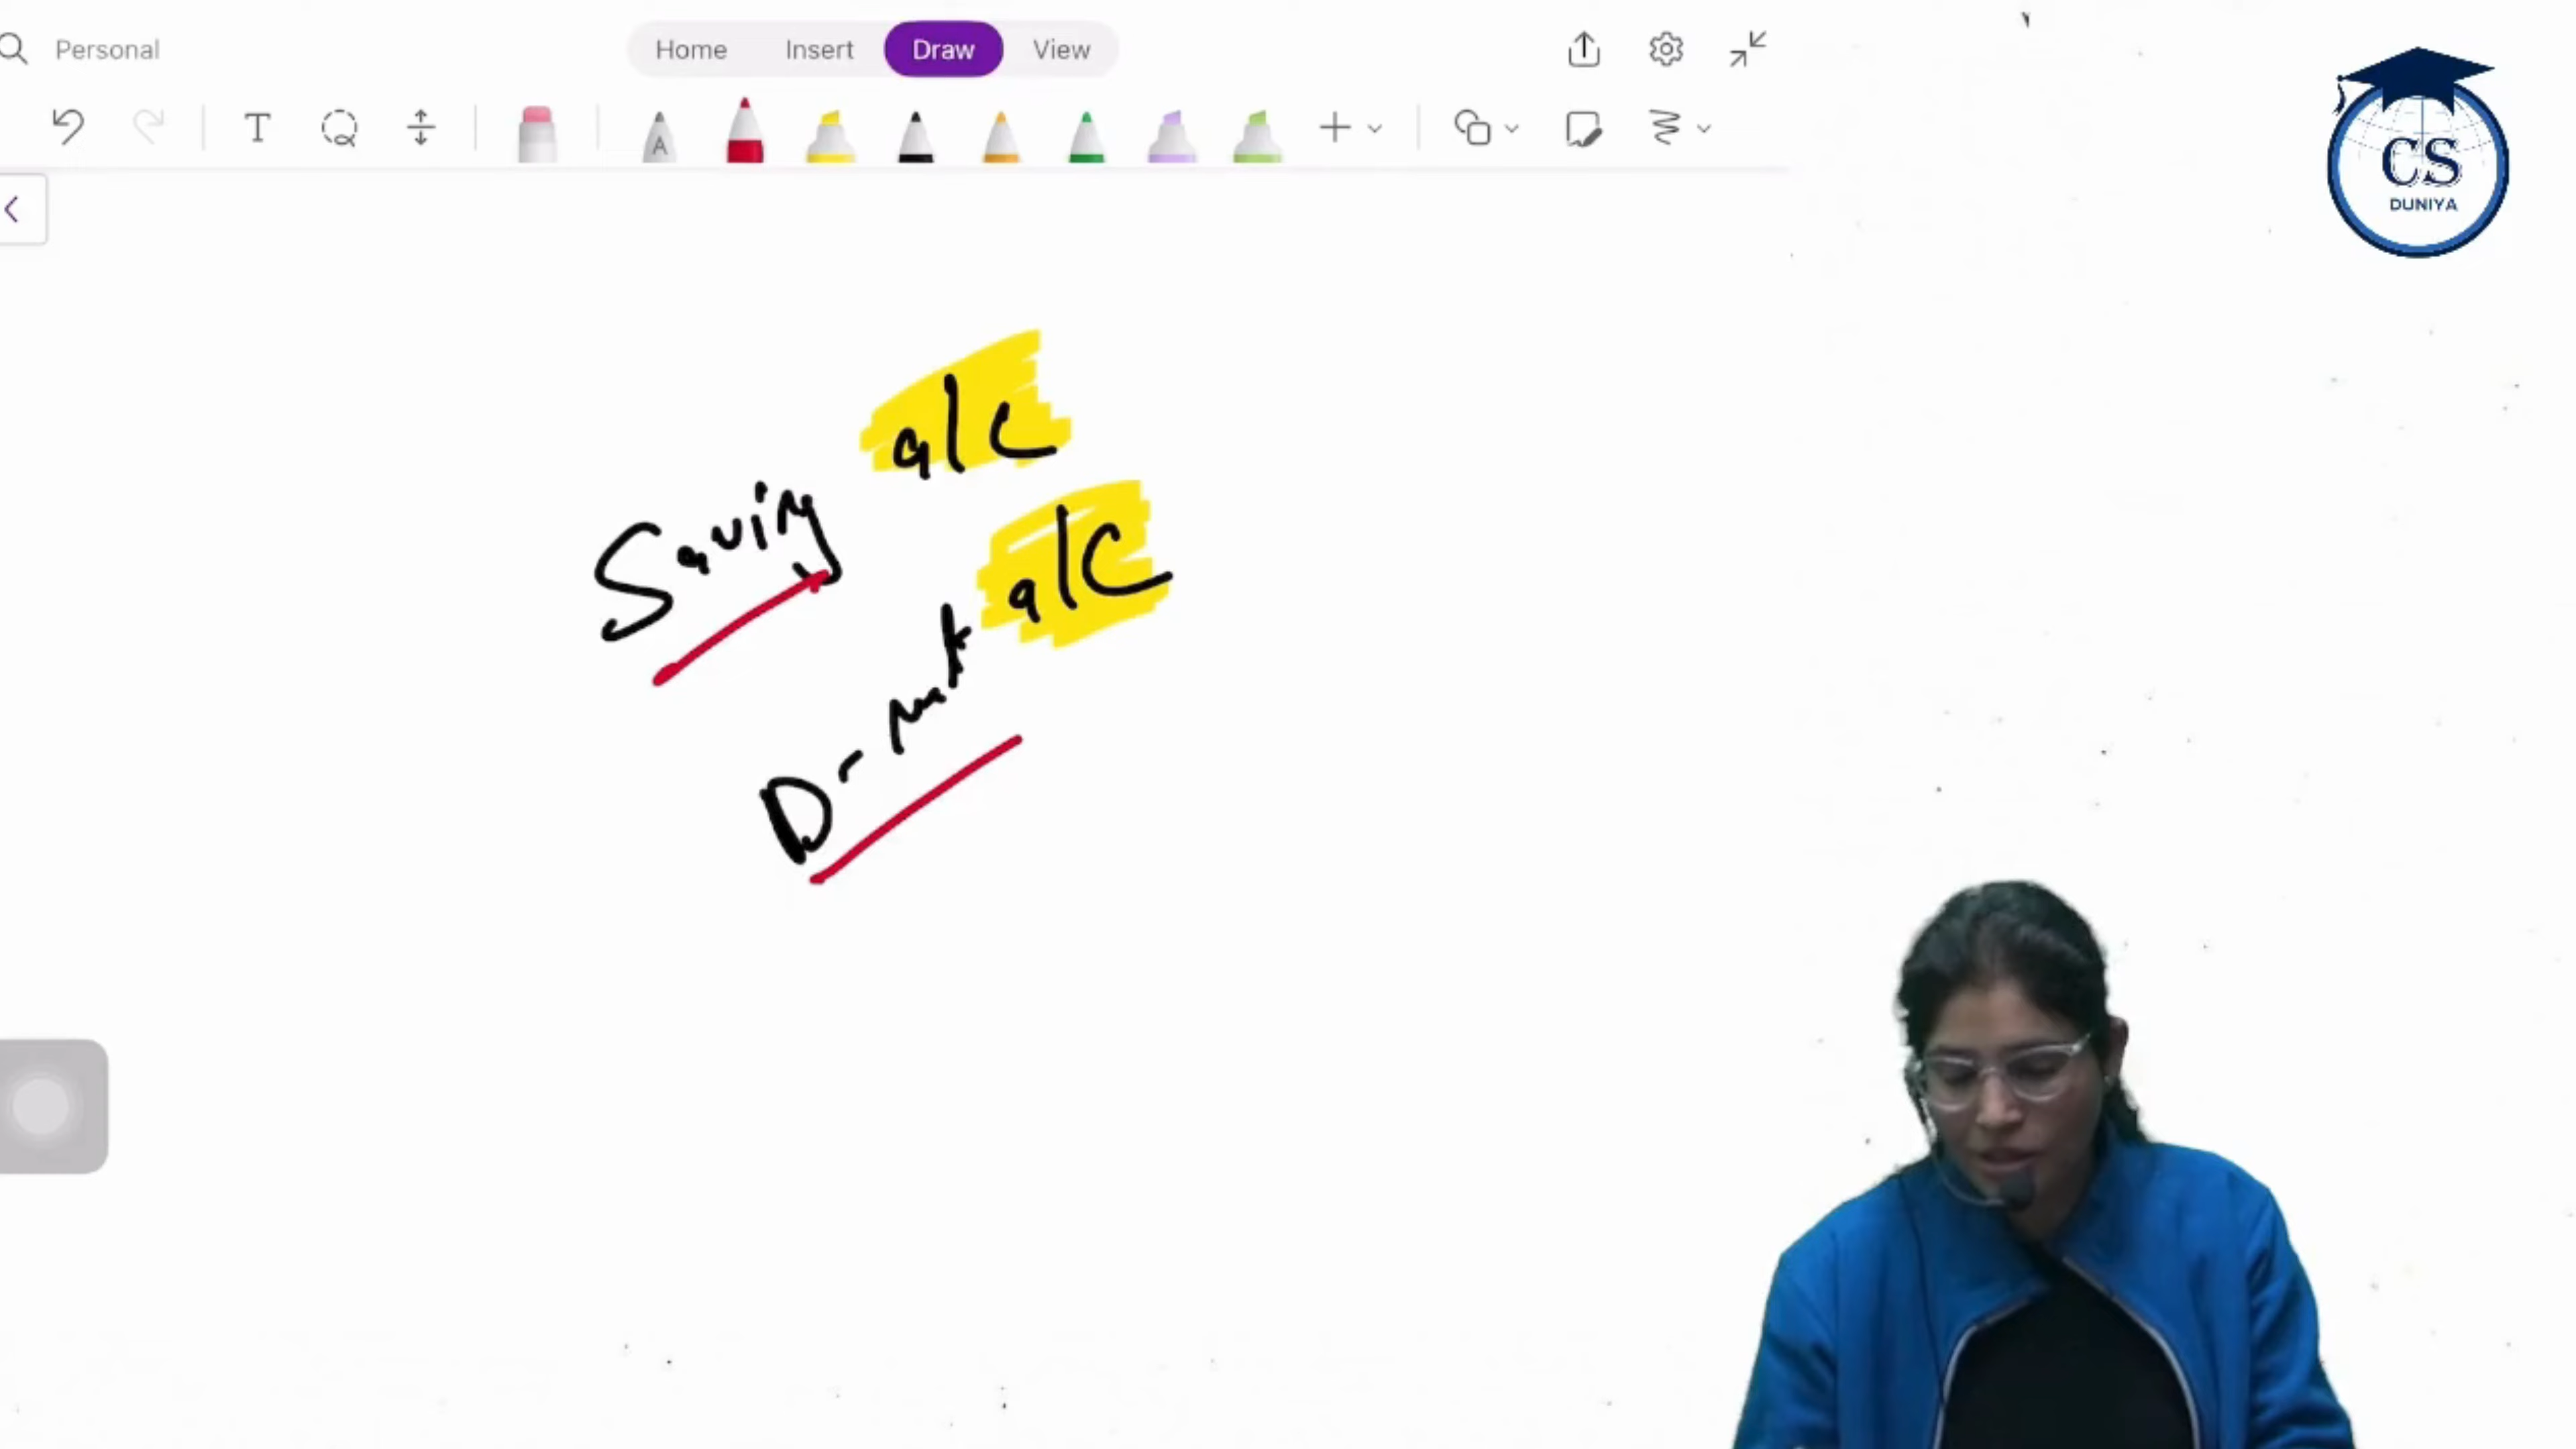 Personal
Home Insert Draw View
T
A
CS
DUNIYA
Saving a/c
D-mat a/c